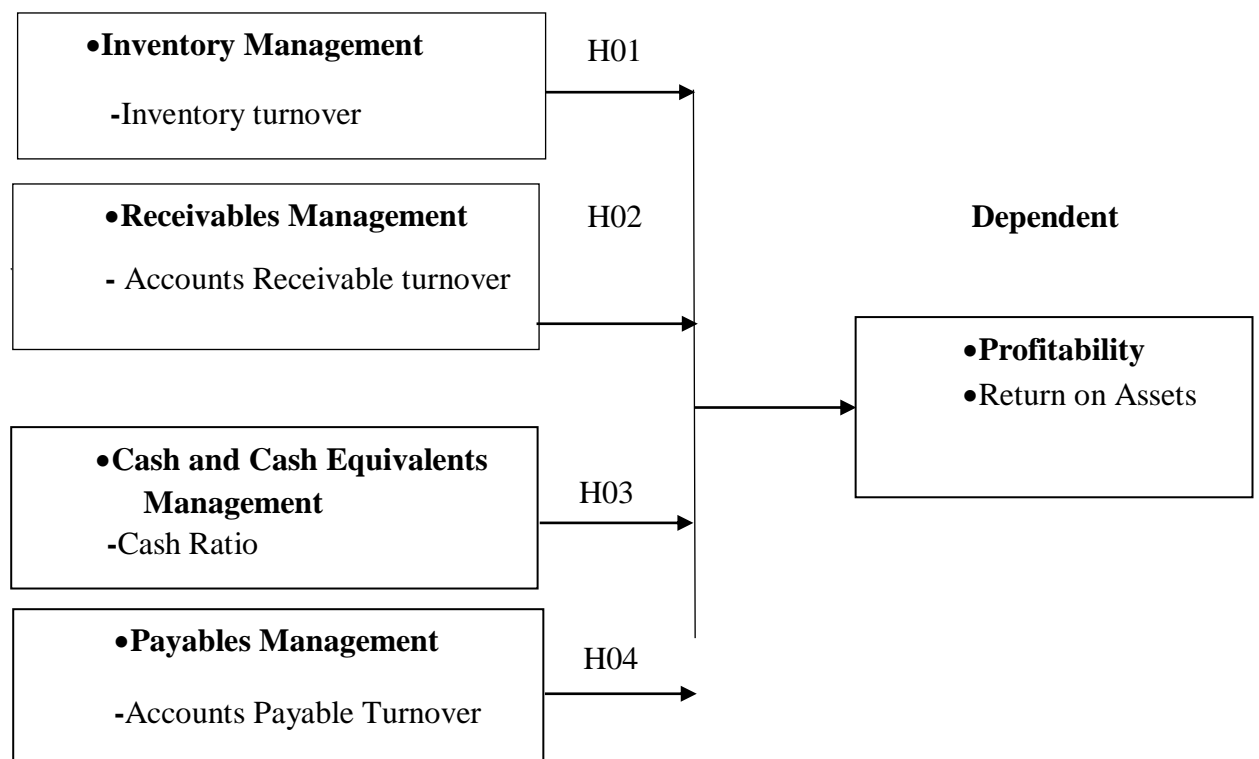 •Inventory Management
-Inventory turnover
H01
•Receivables Management
- Accounts Receivable turnover
H02
Dependent
•Profitability
•Return on Assets
•Cash and Cash Equivalents
Management
-Cash Ratio
H03
•Payables Management
-Accounts Payable Turnover
H04